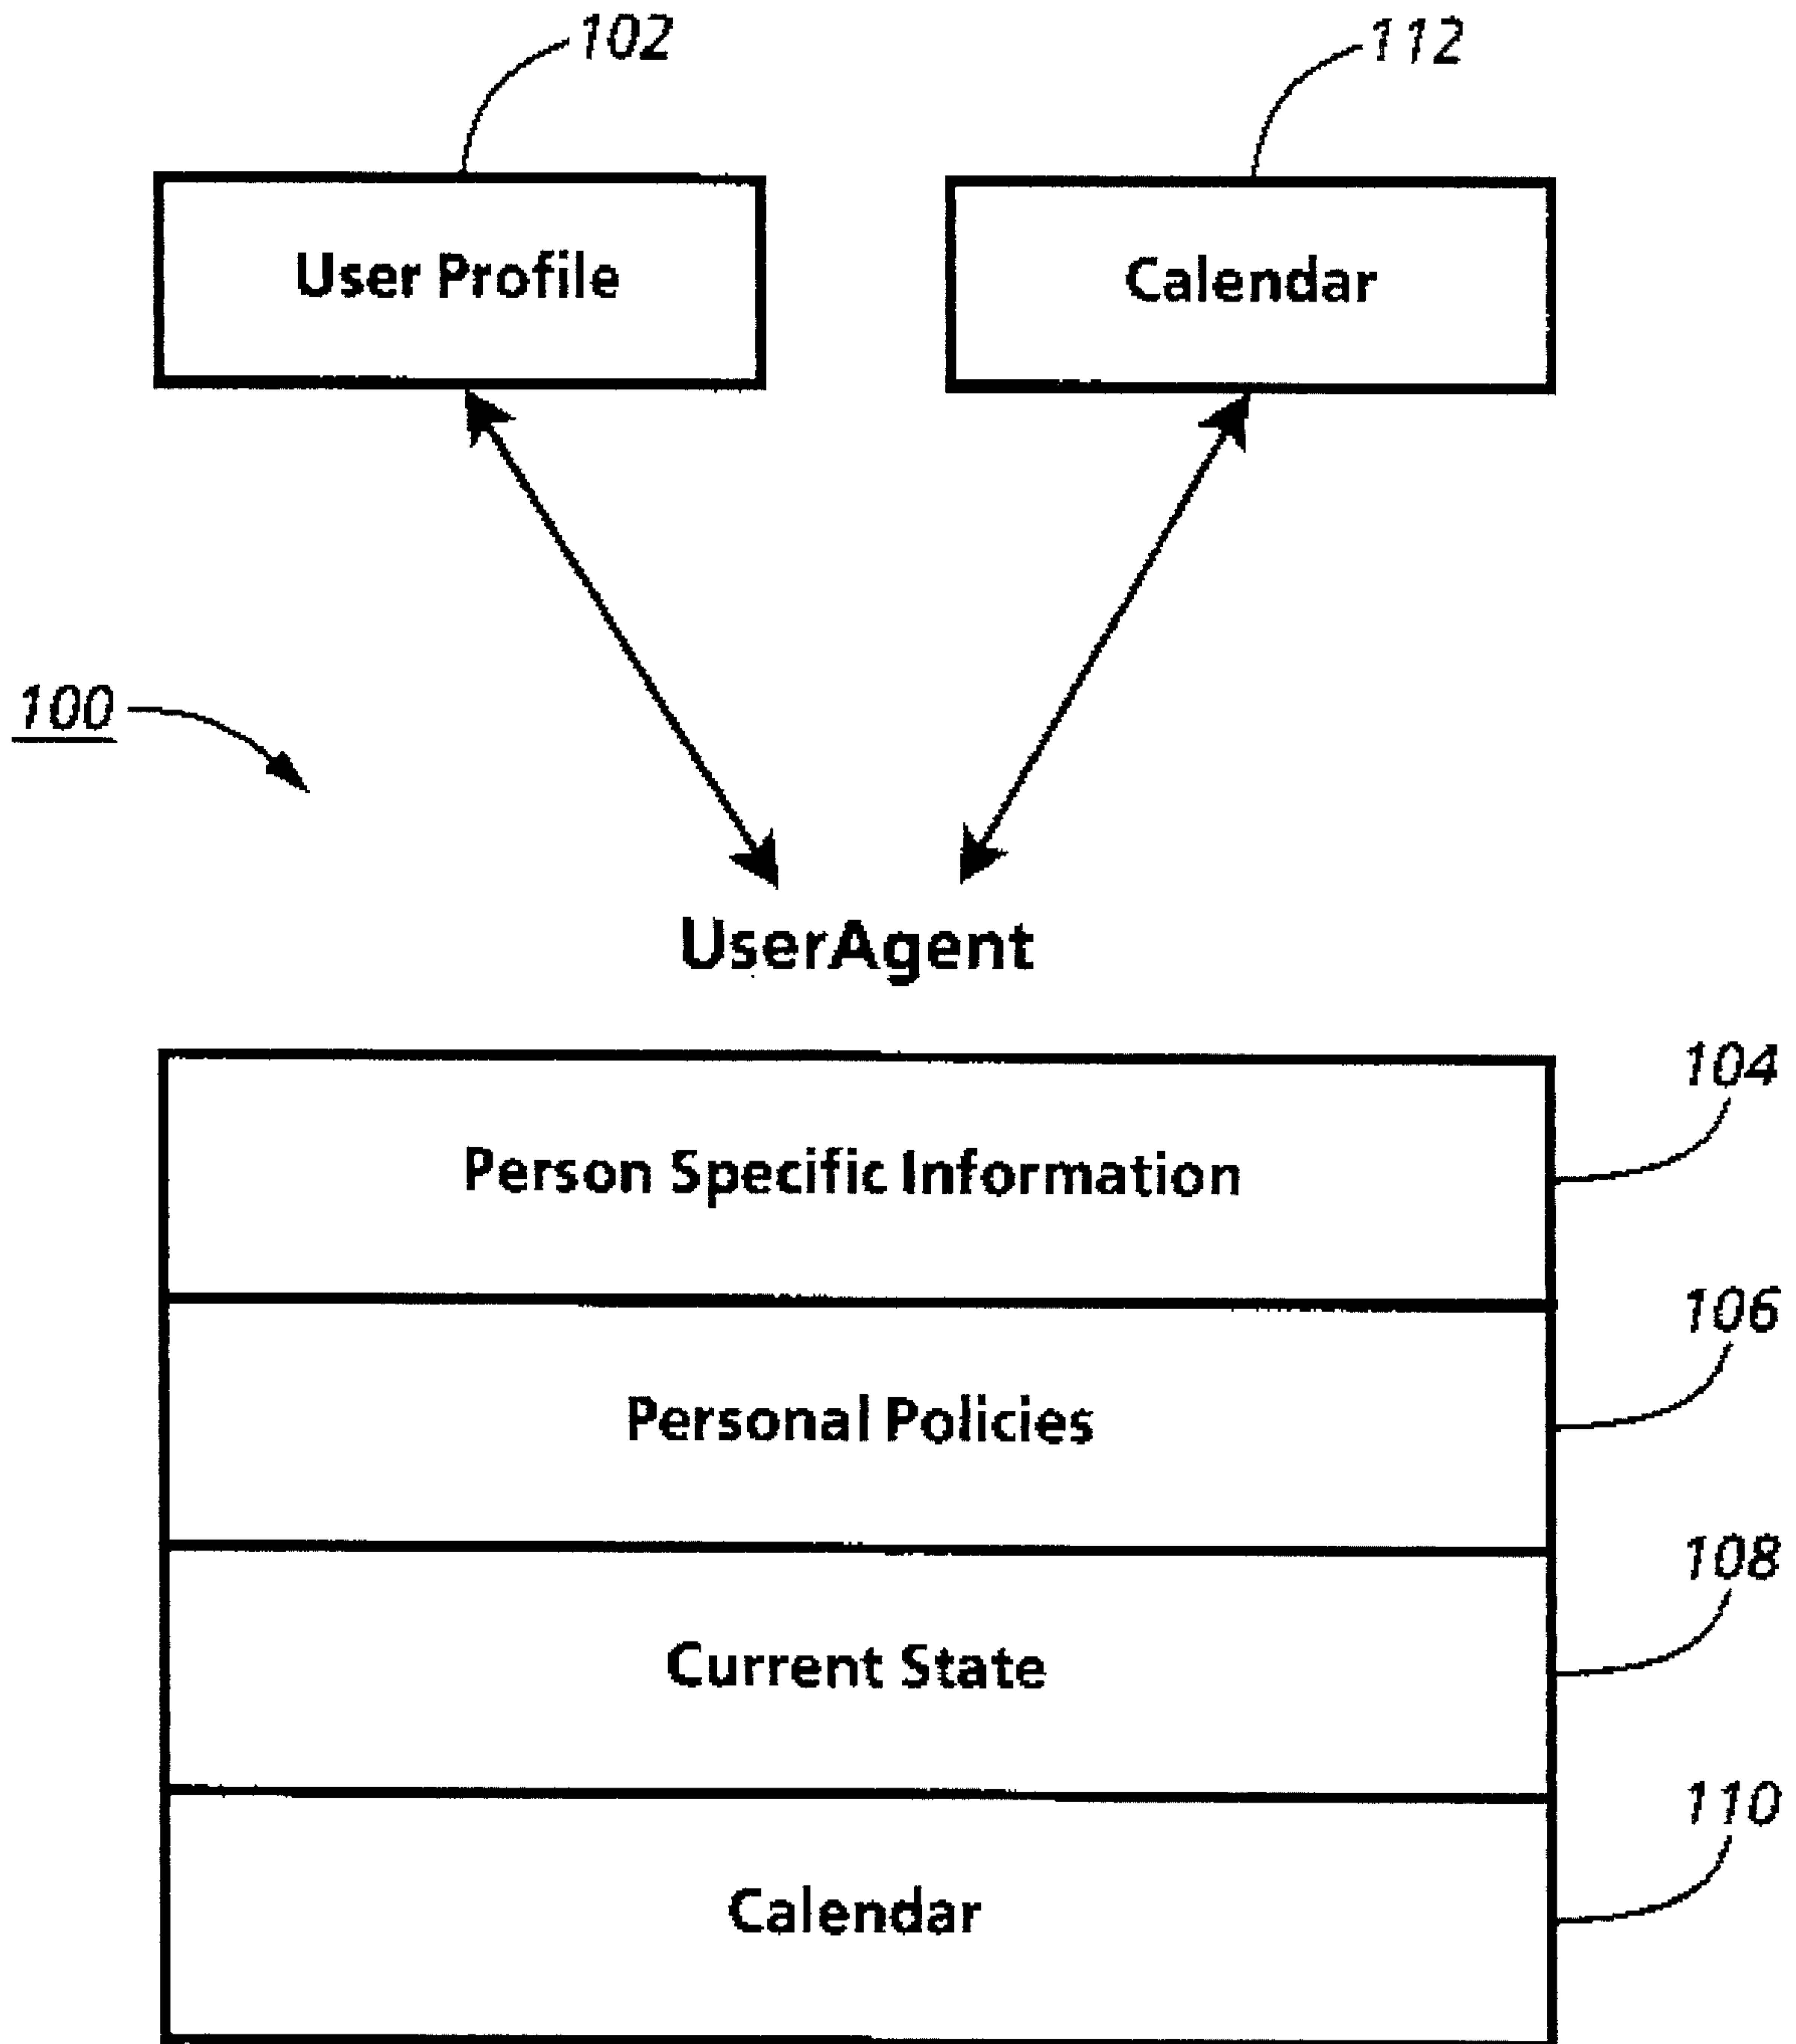 102
112
User Profile
Calendar
100
UserAgent
104
Person Specific Information
106
Personal Policies
108
Current State
110
Calendar